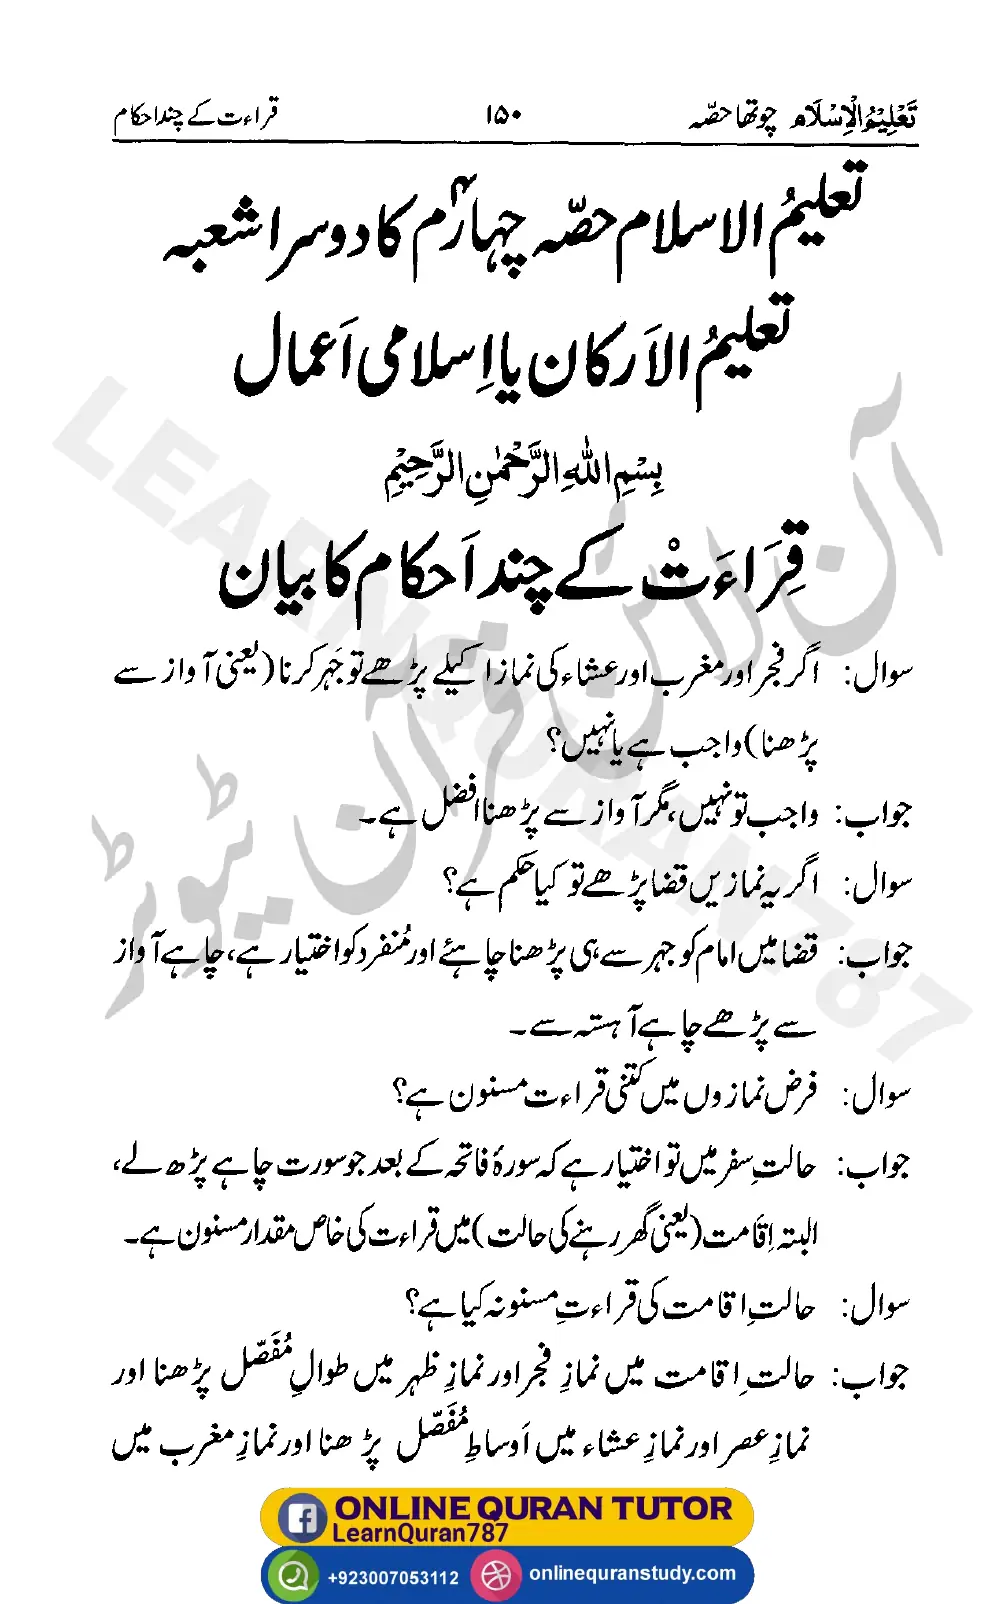 تَعْلِیْمُ الْاِسْلَام چوتھا حصّہ ۱۵۰ قراءت کے چند احکام
تعلیمُ الاسلام حصّہ چہارُم کا دوسرا شعبہ
تعلیمُ الاَرکان یا اِسلامی اَعمال
بِسْمِ اللّٰهِ الرَّحْمٰنِ الرَّحِیْمِ
قِرَاءَتْ کے چند اَحکام کا بیان
سوال: اگر فجر اور مغرب اور عشاء کی نماز اکیلے پڑھے تو جَہر کرنا (یعنی آواز سے
پڑھنا) واجب ہے یا نہیں؟
جواب: واجب تو نہیں، مگر آواز سے پڑھنا افضل ہے۔
سوال: اگر یہ نمازیں قضا پڑھے تو کیا حکم ہے؟
جواب: قضا میں امام کو جہر سے ہی پڑھنا چاہئے اور مُنفرد کو اختیار ہے، چاہے آواز
سے پڑھے چاہے آہستہ سے۔
سوال: فرض نمازوں میں کتنی قراءت مسنون ہے؟
جواب: حالتِ سفر میں تو اختیار ہے کہ سورۂ فاتحہ کے بعد جو سورت چاہے پڑھ لے،
البتہ اِقامت (یعنی گھر رہنے کی حالت) میں قراءت کی خاص مقدار مسنون ہے۔
سوال: حالتِ اقامت کی قراءتِ مسنونہ کیا ہے؟
جواب: حالتِ اقامت میں نمازِ فجر اور نمازِ ظہر میں طوالِ مُفَصَّل پڑھنا اور
نمازِ عصر اور نمازِ عشاء میں اَوساطِ مُفَصَّل پڑھنا اور نمازِ مغرب میں
LEARNQURAN787
آن لائن قرآن ٹیوٹر
ONLINE QURAN TUTOR
LearnQuran787
+923007053112 onlinequranstudy.com